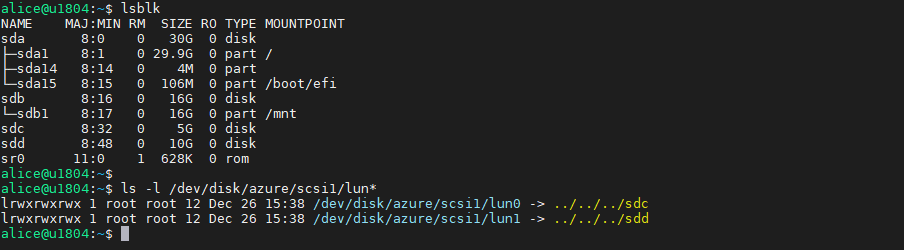 alice@u1804:~$ lsblk
NAME    MAJ:MIN RM  SIZE RO TYPE MOUNTPOINT
sda       8:0    0   30G  0 disk
├─sda1    8:1    0 29.9G  0 part /
├─sda14   8:14   0    4M  0 part
└─sda15   8:15   0  106M  0 part /boot/efi
sdb       8:16   0   16G  0 disk
└─sdb1    8:17   0   16G  0 part /mnt
sdc       8:32   0    5G  0 disk
sdd       8:48   0   10G  0 disk
sr0      11:0    1  628K  0 rom
alice@u1804:~$
alice@u1804:~$ ls -l /dev/disk/azure/scsi1/lun*
lrwxrwxrwx 1 root root 12 Dec 26 15:38 /dev/disk/azure/scsi1/lun0 -> ../../../sdc
lrwxrwxrwx 1 root root 12 Dec 26 15:38 /dev/disk/azure/scsi1/lun1 -> ../../../sdd
alice@u1804:~$